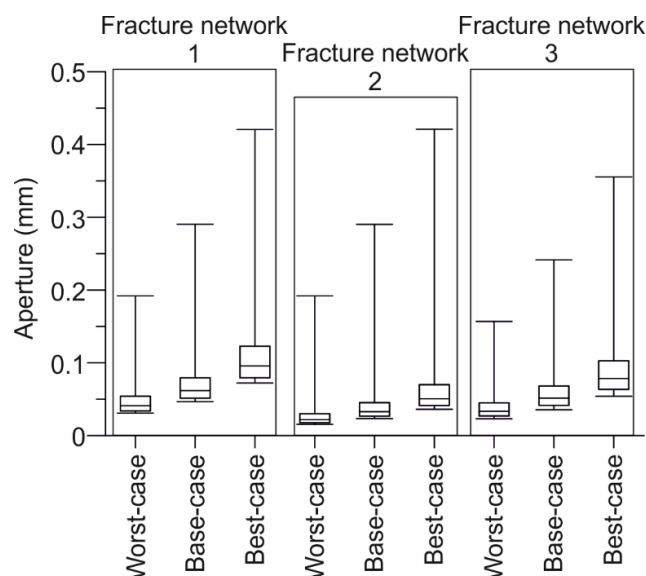 Fracture network
1
Fracture network
2
Fracture network
3
Aperture (mm)
0.5
0.4
0.3
0.2
0.1
0
Worst-case
Base-case
Best-case
Worst-case
Base-case
Best-case
Worst-case
Base-case
Best-case